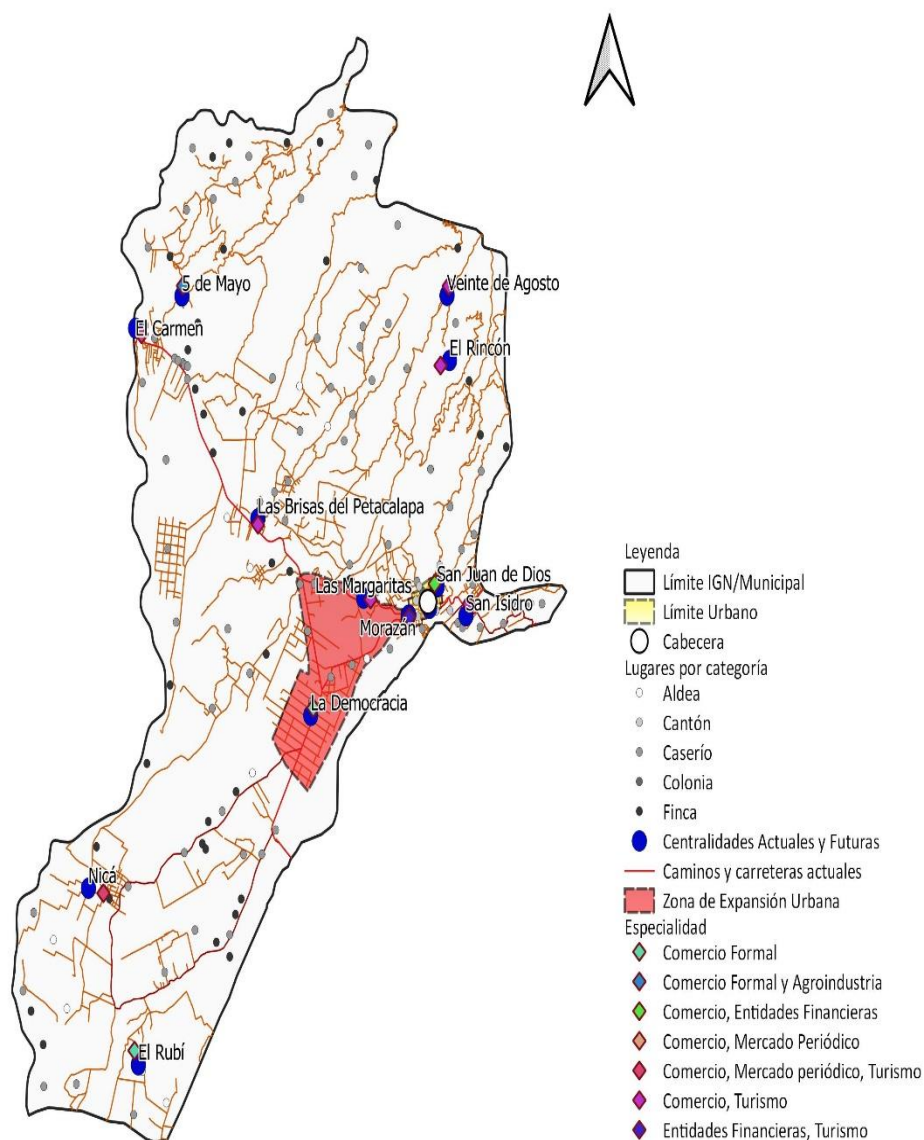 5 de Mayo
Veinte de Agosto
El Carmen
El Rincón
Las Brisas del Petacalapa
San Juan de Dios
Las Margaritas
San Isidro
Morazán
La Democracia
Nicá
El Rubí
Leyenda
Límite IGN/Municipal
Límite Urbano
Cabecera
Lugares por categoría
Aldea
Cantón
Caserío
Colonia
Finca
Centralidades Actuales y Futuras
Caminos y carreteras actuales
Zona de Expansión Urbana
Especialidad
Comercio Formal
Comercio Formal y Agroindustria
Comercio, Entidades Financieras
Comercio, Mercado Periódico
Comercio, Mercado periódico, Turismo
Comercio, Turismo
Entidades Financieras, Turismo